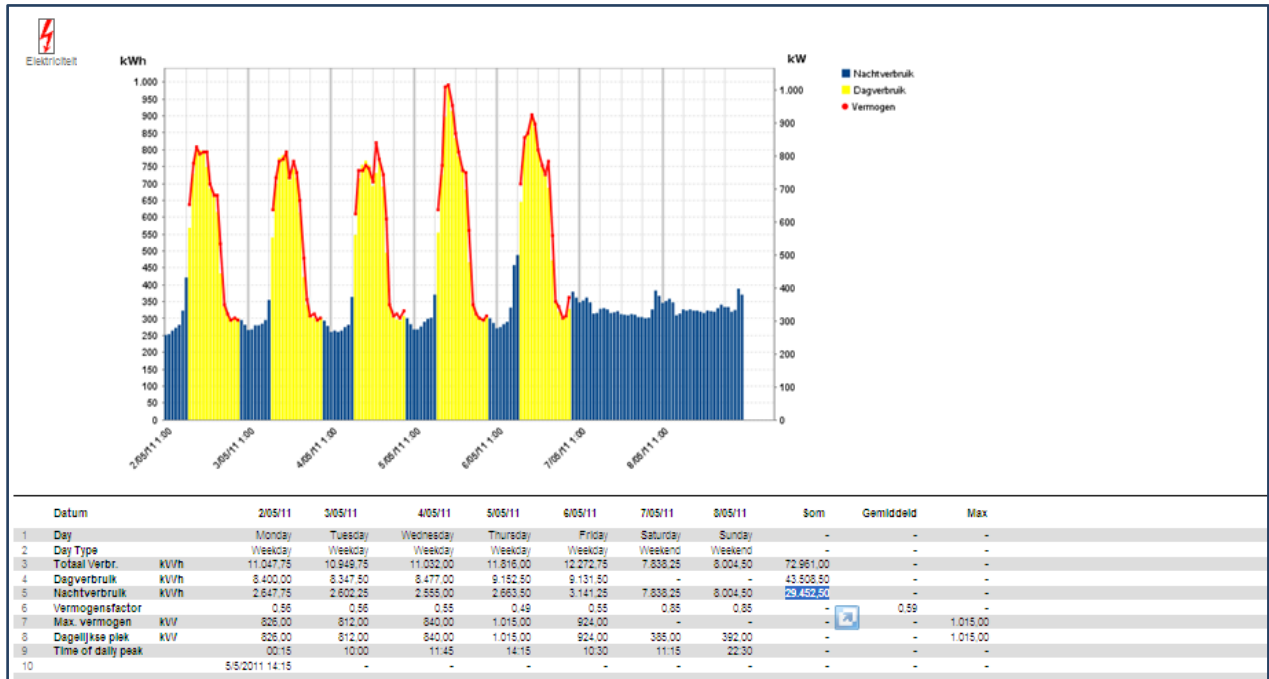 Elektriciteit
kWh
kW
1.000
950
900
850
800
750
700
650
600
550
500
450
400
350
300
250
200
150
100
50
0
1.000
900
800
700
600
500
400
300
200
100
0
Nachtverbruik
Dagverbruik
Vermogen
2/05/11 1:00
3/05/11 1:00
4/05/11 1:00
5/05/11 1:00
6/05/11 1:00
7/05/11 1:00
8/05/11 1:00
Datum 2/05/11 3/05/11 4/05/11 5/05/11 6/05/11 7/05/11 8/05/11 Som Gemiddeld Max
1 Day Monday Tuesday Wednesday Thursday Friday Saturday Sunday - - -
2 Day Type Weekday Weekday Weekday Weekday Weekday Weekend Weekend - - -
3 Totaal Verbr. kWh 11.047,75 10.949,75 11.032,00 11.816,00 12.272,75 7.838,25 8.004,50 72.961,00 - -
4 Dagverbruik kWh 8.400,00 8.347,50 8.477,00 9.152,50 9.131,50 - - 43.508,50 - -
5 Nachtverbruik kWh 2.647,75 2.602,25 2.555,00 2.663,50 3.141,25 7.838,25 8.004,50 29.452,50 - -
6 Vermogensfactor 0,56 0,56 0,55 0,49 0,55 0,85 0,85 - 0,59 -
7 Max. vermogen kW 826,00 812,00 840,00 1.015,00 924,00 - - - - 1.015,00
8 Dagelijkse piek kW 826,00 812,00 840,00 1.015,00 924,00 385,00 392,00 - - 1.015,00
9 Time of daily peak 00:15 10:00 11:45 14:15 10:30 11:15 22:30 - - -
10 5/5/2011 14:15 - - - - - - - - -